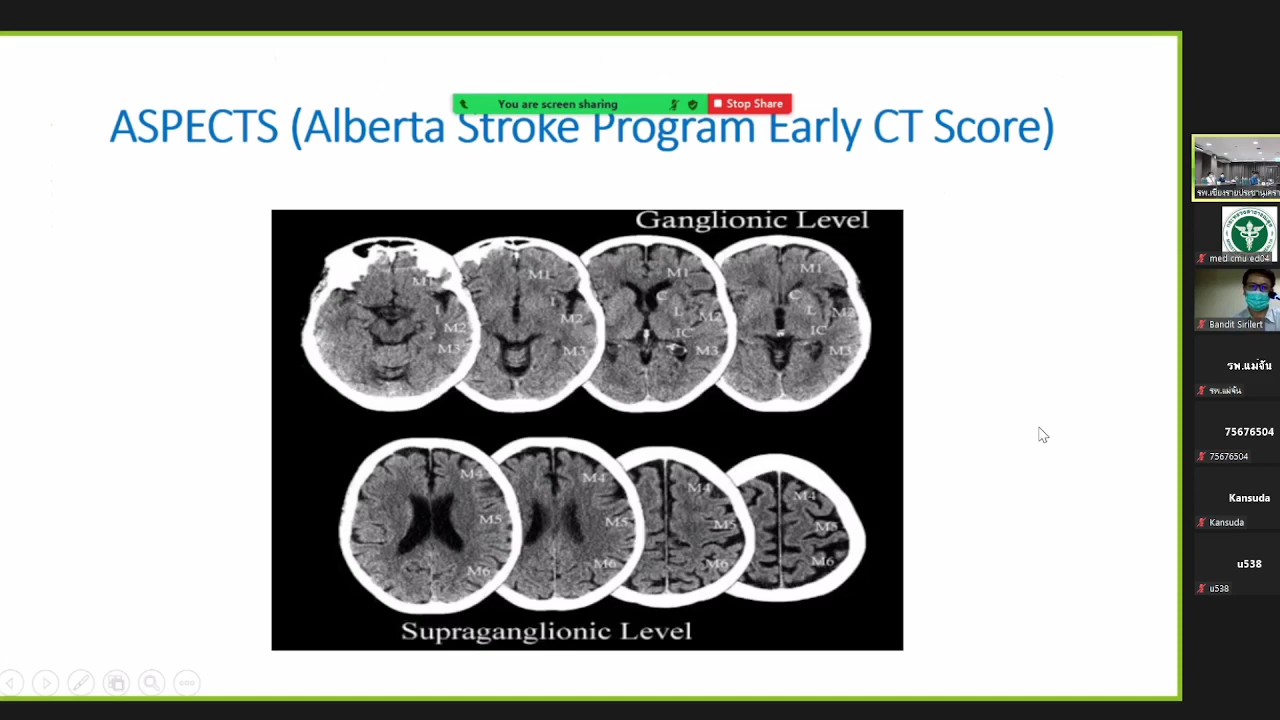 You are screen sharing
Stop Share
ASPECTS (Alberta Stroke Program Early CT Score)
Ganglionic Level
M1 M1 M1 M1
I I C C
M2 M2 L M2 L M2
IC IC
M3 M3 M3 M3
M4 M4 M4 M4
M5 M5 M5 M5
M6 M6 M6 M6
Supraganglionic Level
med cmu ed04
Bandit Sirilert
รพ.แม่จัน
รพ.แม่จัน
75676504
75676504
Kansuda
Kansuda
u538
u538